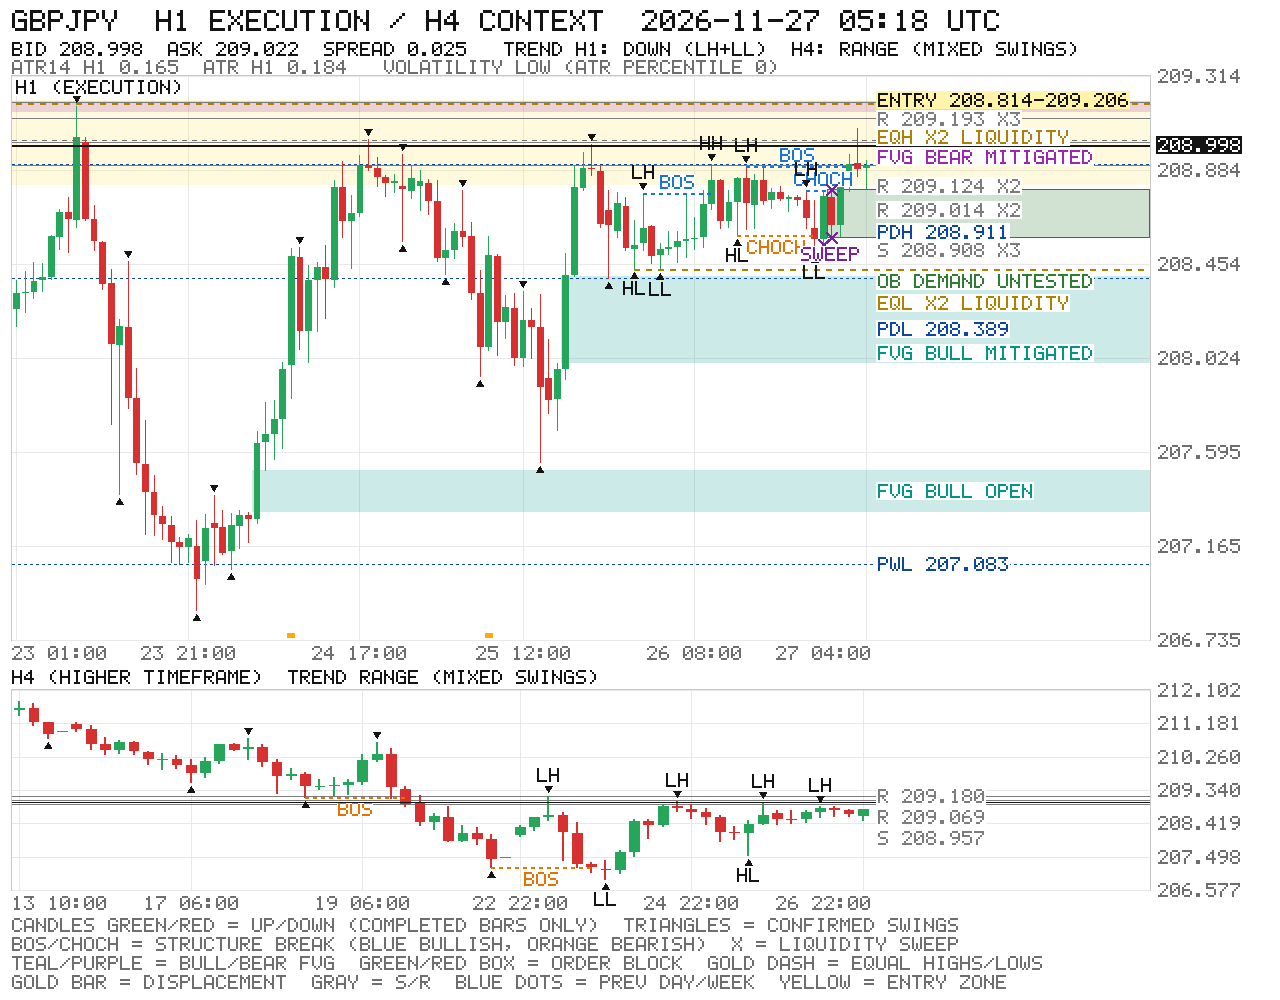 GBPJPY H1 EXECUTION / H4 CONTEXT 2026-11-27 05:18 UTC
BID 208.998 ASK 209.022 SPREAD 0.025 TREND H1: DOWN (LH+LL) H4: RANGE (MIXED SWINGS)
ATR14 H1 0.165 ATR H1 0.184 VOLATILITY LOW (ATR PERCENTILE 0)
H1 (EXECUTION)
209.314
ENTRY 208.814-209.206
R 209.193 X3
EQH X2 LIQUIDITY
208.998
FVG BEAR MITIGATED
208.884
R 209.124 X2
R 209.014 X2
PDH 208.911
S 208.908 X3
208.454
OB DEMAND UNTESTED
EQL X2 LIQUIDITY
PDL 208.389
FVG BULL MITIGATED
208.024
207.595
FVG BULL OPEN
207.165
PWL 207.083
206.735
LH
BOS
HH
LH
BOS
LH
CHOCH
HL
CHOCH
SWEEP
LL
HL
LL
23 01:00 23 21:00 24 17:00 25 12:00 26 08:00 27 04:00
H4 (HIGHER TIMEFRAME) TREND RANGE (MIXED SWINGS)
212.102
211.181
210.260
209.340
R 209.180
R 209.069
208.419
S 208.957
207.498
206.577
BOS
LH
LH
LH
LH
BOS
LL
HL
13 10:00 17 06:00 19 06:00 22 22:00 24 22:00 26 22:00
CANDLES GREEN/RED = UP/DOWN (COMPLETED BARS ONLY) TRIANGLES = CONFIRMED SWINGS
BOS/CHOCH = STRUCTURE BREAK (BLUE BULLISH, ORANGE BEARISH) X = LIQUIDITY SWEEP
TEAL/PURPLE = BULL/BEAR FVG GREEN/RED BOX = ORDER BLOCK GOLD DASH = EQUAL HIGHS/LOWS
GOLD BAR = DISPLACEMENT GRAY = S/R BLUE DOTS = PREV DAY/WEEK YELLOW = ENTRY ZONE